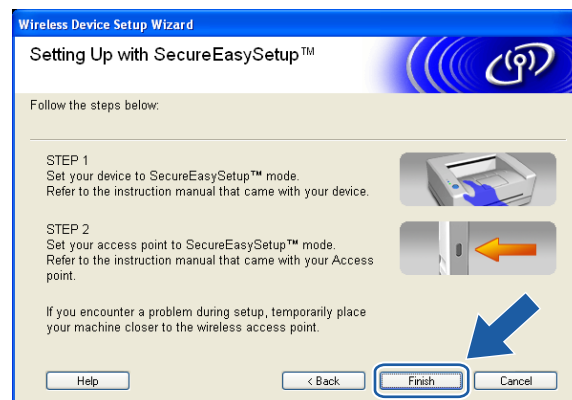 Wireless Device Setup Wizard
Setting Up with SecureEasySetup™
Follow the steps below:
STEP 1
Set your device to SecureEasySetup™ mode.
Refer to the instruction manual that came with your device.
STEP 2
Set your access point to SecureEasySetup™ mode.
Refer to the instruction manual that came with your Access
point.
If you encounter a problem during setup, temporarily place
your machine closer to the wireless access point.
Help
< Back
Finish
Cancel